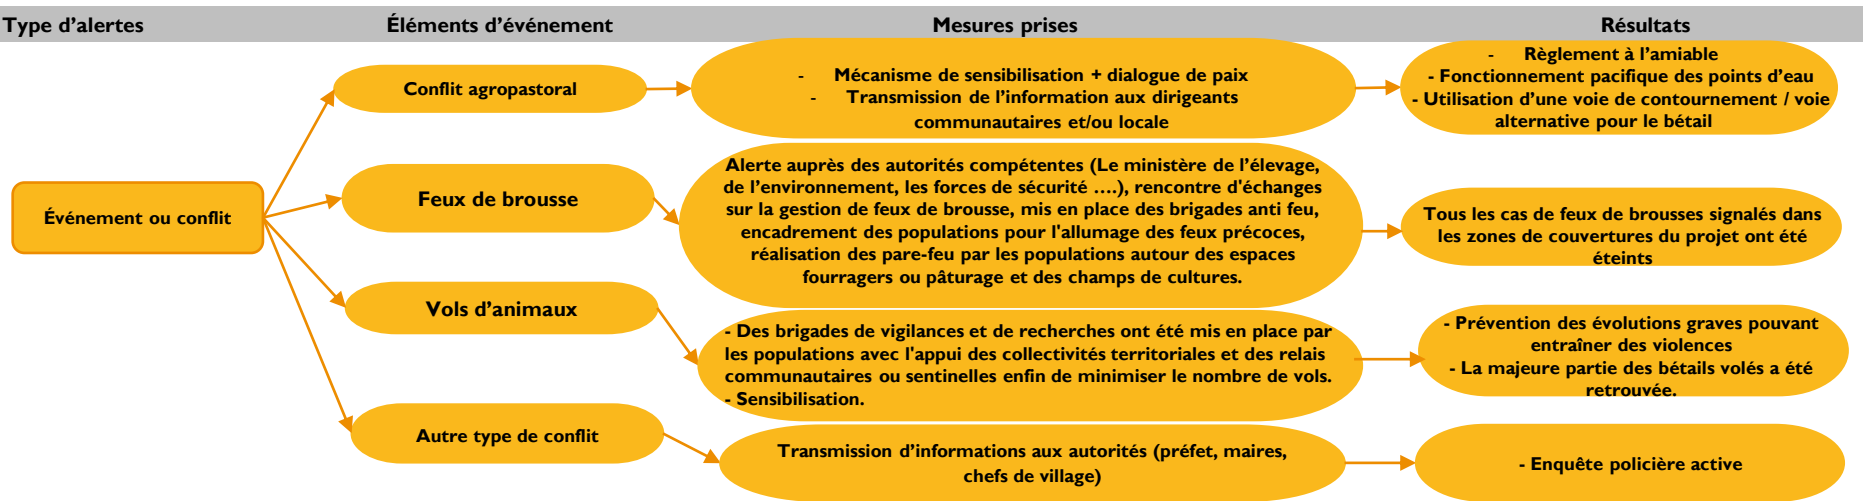 Type d’alertes
Éléments d’événement
Mesures prises
Résultats
Événement ou conflit
Conflit agropastoral
- Mécanisme de sensibilisation + dialogue de paix
- Transmission de l’information aux dirigeants
communautaires et/ou locale
- Règlement à l’amiable
- Fonctionnement pacifique des points d’eau
- Utilisation d’une voie de contournement / voie
alternative pour le bétail
Feux de brousse
Alerte auprès des autorités compétentes (Le ministère de l’élevage,
de l’environnement, les forces de sécurité ….), rencontre d'échanges
sur la gestion de feux de brousse, mis en place des brigades anti feu,
encadrement des populations pour l'allumage des feux précoces,
réalisation des pare-feu par les populations autour des espaces
fourragers ou pâturage et des champs de cultures.
Tous les cas de feux de brousses signalés dans
les zones de couvertures du projet ont été
éteints
Vols d’animaux
- Des brigades de vigilances et de recherches ont été mis en place par
les populations avec l'appui des collectivités territoriales et des relais
communautaires ou sentinelles enfin de minimiser le nombre de vols.
- Sensibilisation.
- Prévention des évolutions graves pouvant
entraîner des violences
- La majeure partie des bétails volés a été
retrouvée.
Autre type de conflit
Transmission d’informations aux autorités (préfet, maires,
chefs de village)
- Enquête policière active